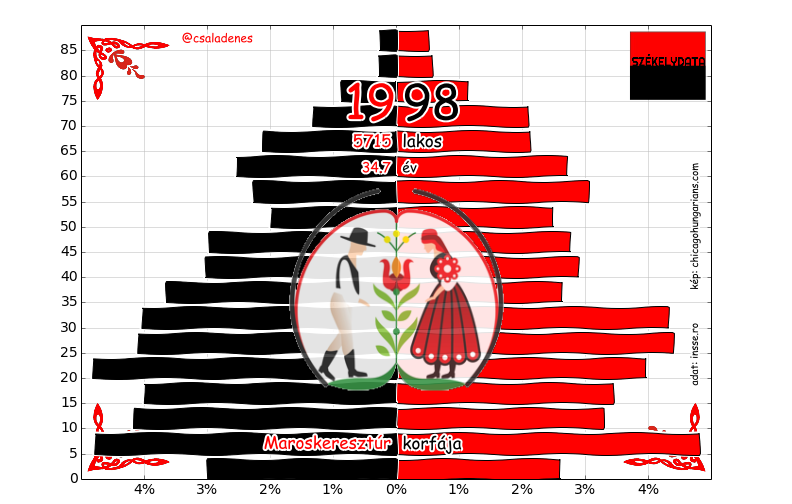 @csaladenes
SZÉKELYDATA
1998
5715 lakos
34.7 év
kép: chicagohungarians.com
adat: insse.ro
Maroskeresztúr korfája
85
80
75
70
65
60
55
50
45
40
35
30
25
20
15
10
5
0
4% 3% 2% 1% 0% 1% 2% 3% 4%